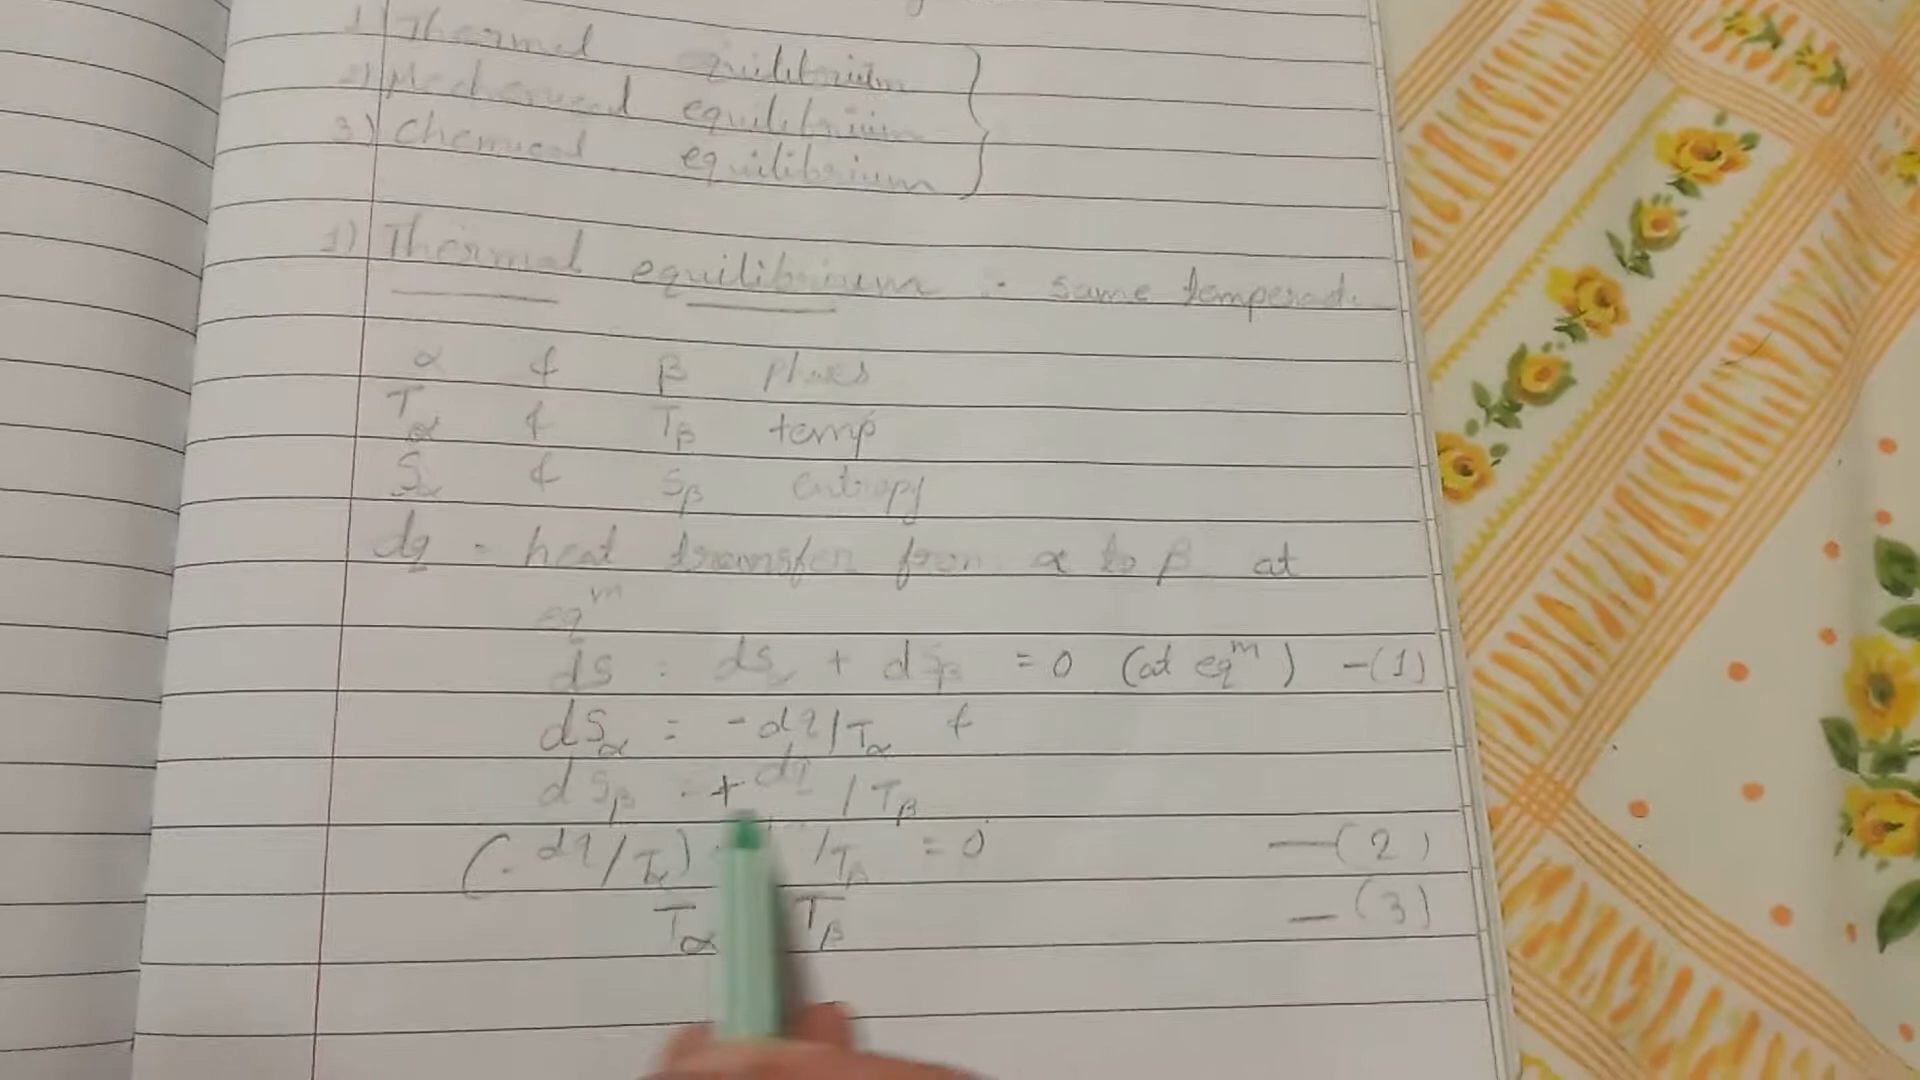 1) Thermal equilibrium
2) Mechanical equilibrium
3) Chemical equilibrium
1) Thermal equilibrium : same temperate
α & β phases
Tα & Tβ temp
Sα & Sβ entropy
dq = heat transfer from α to β at
eqm
dS = dSα + dSβ = 0 (at eqm) -(1)
dSα = -dq/Tα &
dSβ = + dq / Tβ
(- dq/Tα) /Tβ = 0 —(2)
Tα Tβ —(3)